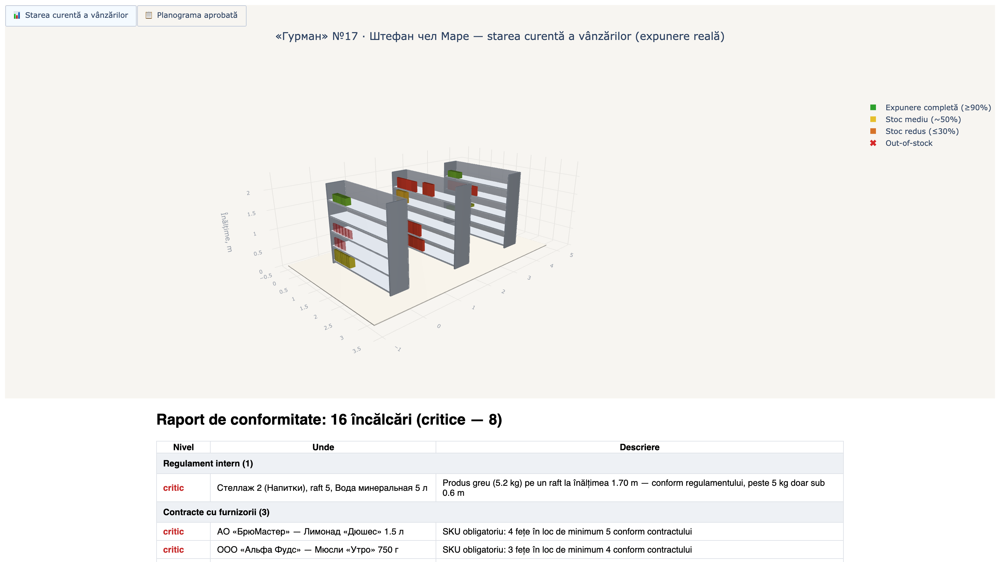 📊 Starea curentă a vânzărilor
📋 Planograma aprobată
«Гурман» №17 · Штефан чел Маре — starea curentă a vânzărilor (expunere reală)
Expunere completă (≥90%)
Stoc mediu (~50%)
Stoc redus (≤30%)
Out-of-stock
Înălțime, m
2
1.5
1
0.5
0
−0.5
0
0.5
1
1.5
2
2.5
3
3.5
−1
0
1
2
3
4
5
Raport de conformitate: 16 încălcări (critice — 8)
Nivel Unde Descriere
Regulament intern (1)
critic Стеллаж 2 (Напитки), raft 5, Вода минеральная 5 л Produs greu (5.2 kg) pe un raft la înălțimea 1.70 m — conform regulamentului, peste 5 kg doar sub
0.6 m
Contracte cu furnizorii (3)
critic АО «БрюМастер» — Лимонад «Дюшес» 1.5 л SKU obligatoriu: 4 fețe în loc de minimum 5 conform contractului
critic ООО «Альфа Фудс» — Мюсли «Утро» 750 г SKU obligatoriu: 3 fețe în loc de minimum 4 conform contractului